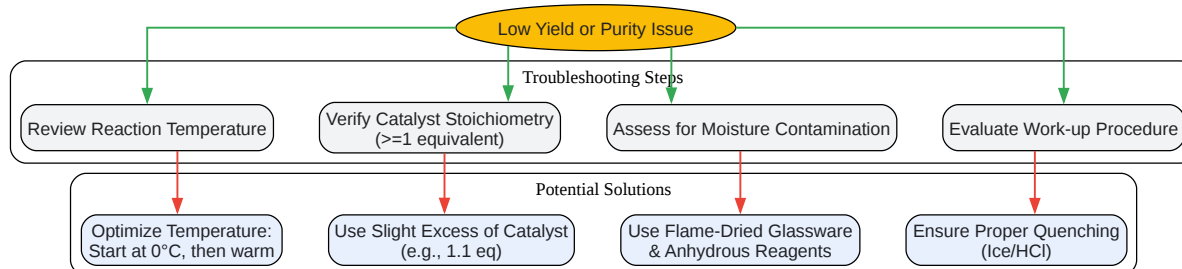 Low Yield or Purity Issue
Troubleshooting Steps
Review Reaction Temperature
Verify Catalyst Stoichiometry
(>=1 equivalent)
Assess for Moisture Contamination
Evaluate Work-up Procedure
Potential Solutions
Optimize Temperature:
Start at 0°C, then warm
Use Slight Excess of Catalyst
(e.g., 1.1 eq)
Use Flame-Dried Glassware
& Anhydrous Reagents
Ensure Proper Quenching
(Ice/HCl)